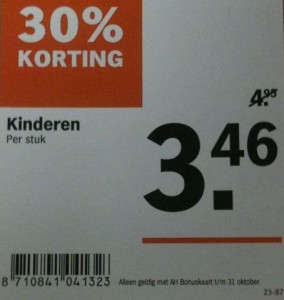 30%
KORTING
4.95
Kinderen
Per stuk
3.46
8 710841 041323
Alleen geldig met AH Bonuskaart t/m 31 oktober
23-87